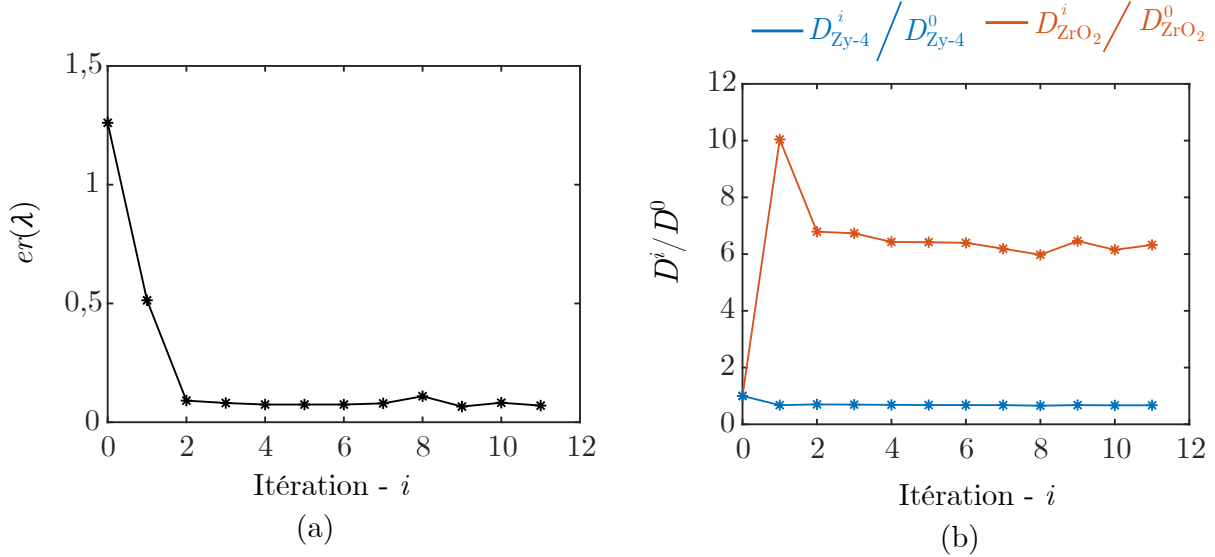 1,5
1
0,5
0
er(λ)
0 2 4 6 8 10 12
Itération - i
(a)
D^i_Zy-4 / D^0_Zy-4 D^i_ZrO₂ / D^0_ZrO₂
12
10
8
6
4
2
0
D^i/D^0
0 2 4 6 8 10 12
Itération - i
(b)